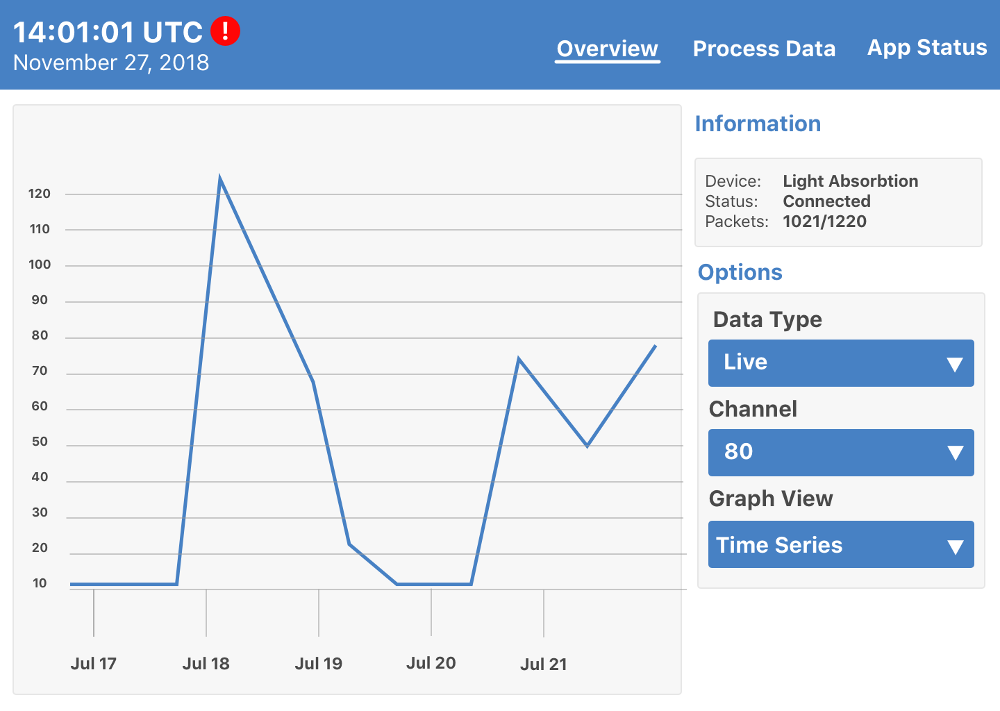 14:01:01 UTC !
November 27, 2018
Overview Process Data App Status
120
110
100
90
80
70
60
50
40
30
20
10
Jul 17 Jul 18 Jul 19 Jul 20 Jul 21
Information
Device: Light Absorbtion
Status: Connected
Packets: 1021/1220
Options
Data Type
Live
Channel
80
Graph View
Time Series